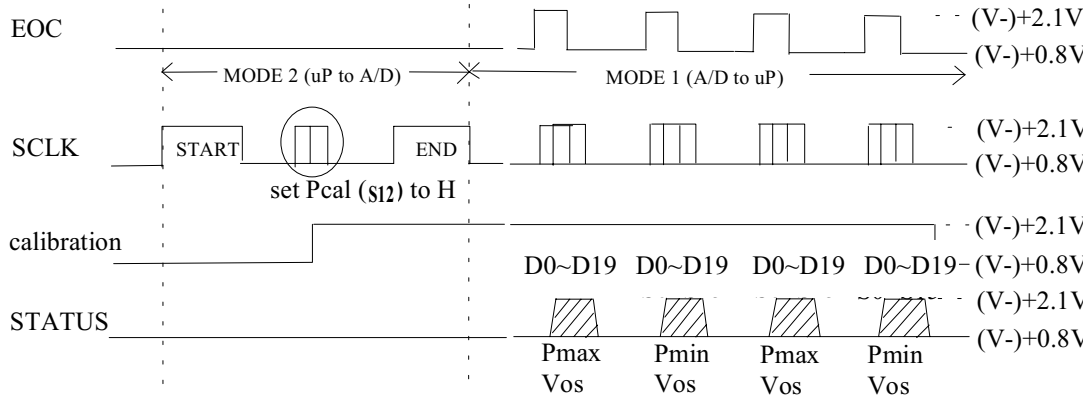 EOC
(V-)+2.1V
(V-)+0.8V
MODE 2 (uP to A/D)
MODE 1 (A/D to uP)
SCLK
START
END
(V-)+2.1V
(V-)+0.8V
set Pcal (S12) to H
calibration
(V-)+2.1V
D0~D19 D0~D19 D0~D19 D0~D19
(V-)+0.8V
STATUS
(V-)+2.1V
(V-)+0.8V
Pmax Pmin Pmax Pmin
Vos Vos Vos Vos